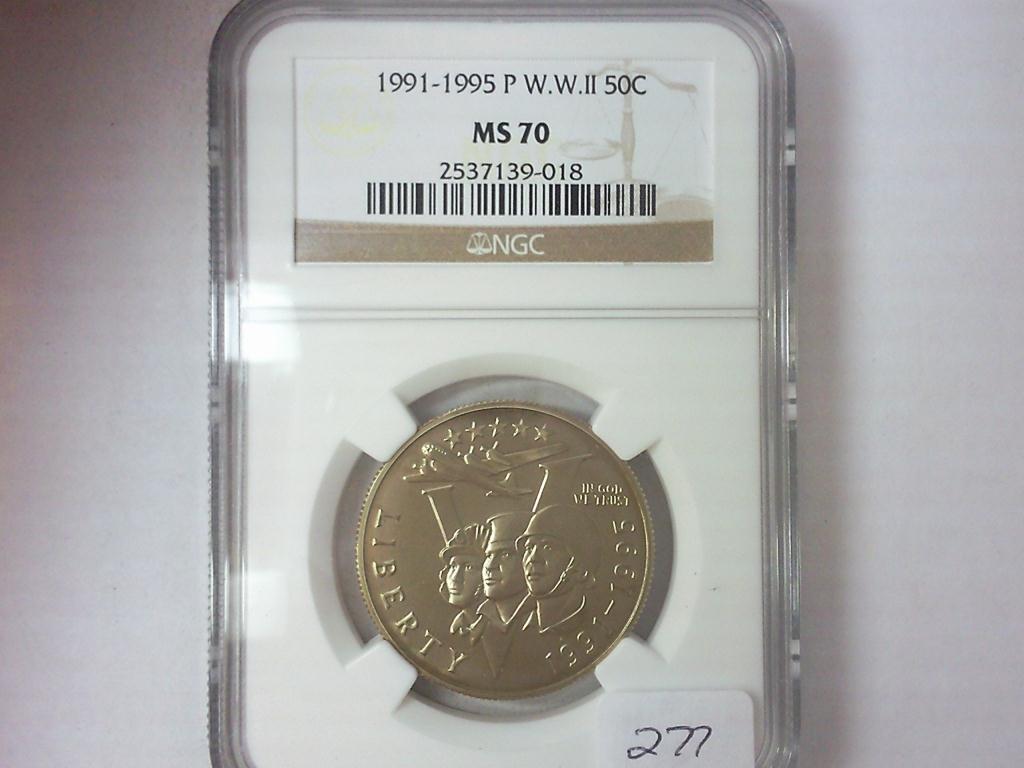 1991-1995 P W.W.II 50C
MS 70
2537139-018
NGC
IN GOD
WE TRUST
LIBERTY
1991-1995
277